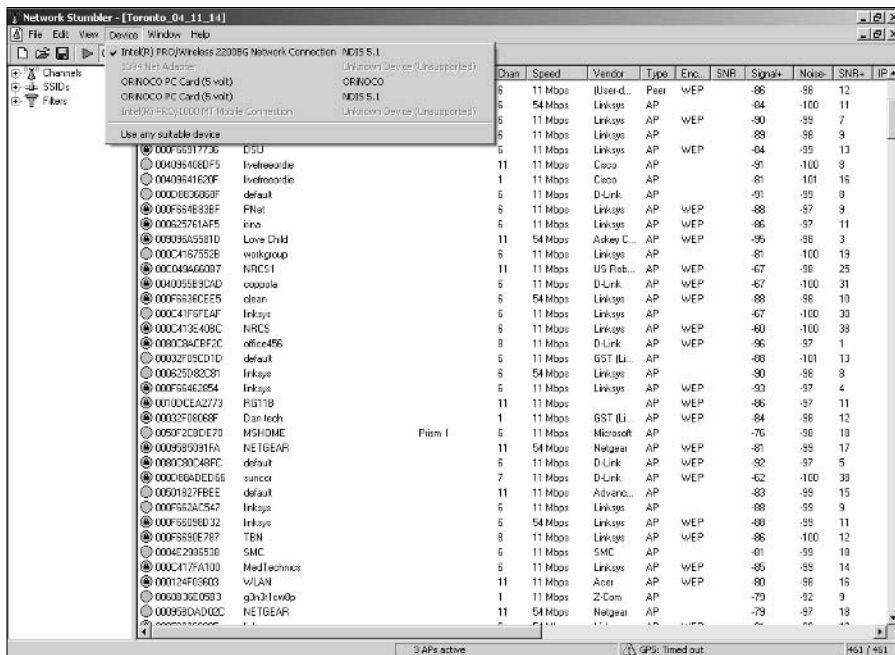 Network Stumbler - [Toronto_04_11_14]
File Edit View Device Window Help
Intel(R) PRO/Wireless 2200BG Network Connection NDIS 5.1
1394 Net Adapter Unknown Device (Unsupported)
ORiNOCO PC Card (5 volt) ORiNOCO
ORiNOCO PC Card (5 volt) NDIS 5.1
Intel(R) PRO/1000 MT Mobile Connection Unknown Device (Unsupported)
Use any suitable device
Channels
SSIDs
Filters
Chan Speed Vendor Type Enc... SNR Signal+ Noise- SNR+ IP
6 11 Mbps (User-d... Peer WEP -86 -98 12
6 54 Mbps Linksys AP -84 -100 11
6 11 Mbps Linksys AP WEP -90 -99 7
6 11 Mbps Linksys AP -89 -98 9
000F66917736 DSU 6 11 Mbps Linksys AP WEP -84 -99 13
004096408DF5 livefreeordie 11 11 Mbps Cisco AP -91 -100 8
00409641620F livefreeordie 1 11 Mbps Cisco AP -81 -101 16
default 6 11 Mbps D-Link AP -91 -99 8
000F664B83BF PNet 6 11 Mbps Linksys AP WEP -88 -97 9
000625761AF5 irina 6 11 Mbps Linksys AP WEP -86 -97 11
009096A5581D Love Child 11 54 Mbps Askey C... AP WEP -95 -98 3
000C4167552B workgroup 6 11 Mbps Linksys AP -81 -100 19
00C049A660B7 NRCS1 11 11 Mbps US Rob... AP WEP -67 -98 25
0040055B9CAD coppola 6 11 Mbps D-Link AP WEP -67 -100 31
000F6636CEE5 clean 6 54 Mbps Linksys AP WEP -88 -98 10
000C41F6FEAF linksys 6 11 Mbps Linksys AP -67 -100 30
000C413E408C NRCS 6 11 Mbps Linksys AP WEP -60 -100 38
0080C8ACBF2C office456 8 11 Mbps D-Link AP WEP -96 -97 1
00032F09CD1D default 6 11 Mbps GST (Li... AP -88 -101 13
000625D82C81 linksys 6 54 Mbps Linksys AP -90 -98 8
000F66462854 linksys 6 11 Mbps Linksys AP WEP -93 -97 4
0010DCEA2773 RG11B 11 11 Mbps AP WEP -86 -97 11
00032F08068F Dan tech 1 11 Mbps GST (Li... AP WEP -84 -98 12
0050F2CBDE70 MSHOME Prism I 6 11 Mbps Microsoft AP -76 -98 18
00095B5091FA NETGEAR 11 54 Mbps Netgear AP WEP -81 -99 17
0080C80C48FC default 6 11 Mbps D-Link AP WEP -92 -97 5
000D88ADED66 suncor 7 11 Mbps D-Link AP WEP -62 -100 38
00501827FBEE default 11 11 Mbps Advanc... AP -83 -99 15
000F662AC547 linksys 6 11 Mbps Linksys AP -88 -99 9
000F66098D32 linksys 6 54 Mbps Linksys AP WEP -88 -99 11
000F6690E787 TBN 8 11 Mbps Linksys AP WEP -86 -100 12
0004E2986538 SMC 6 11 Mbps SMC AP -81 -99 18
000C417FA100 MedTechnics 6 11 Mbps Linksys AP WEP -85 -99 14
000124F03603 WLAN 11 11 Mbps Acer AP WEP -80 -98 16
0060B36E05B3 g3n3r1cw0p 1 11 Mbps Z-Com AP -79 -92 9
00095BDAD02C NETGEAR 11 54 Mbps Netgear AP -79 -97 18
3 APs active GPS: Timed out 461 / 461